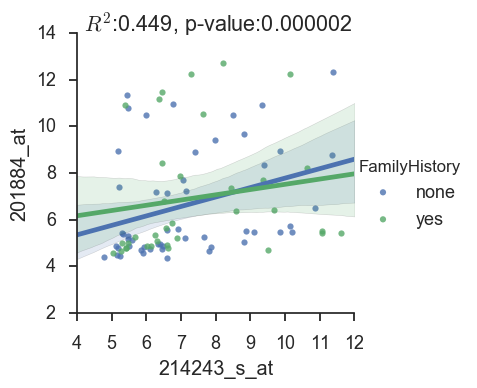 R²:0.449, p-value:0.000002
14
12
10
8
6
4
2
201884_at
4 5 6 7 8 9 10 11 12
214243_s_at
FamilyHistory
none
yes